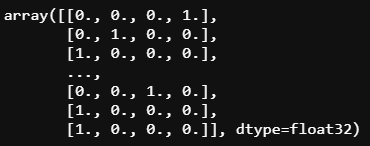 array([[0., 0., 0., 1.],
[0., 1., 0., 0.],
[1., 0., 0., 0.],
...,
[0., 0., 1., 0.],
[1., 0., 0., 0.],
[1., 0., 0., 0.]], dtype=float32)